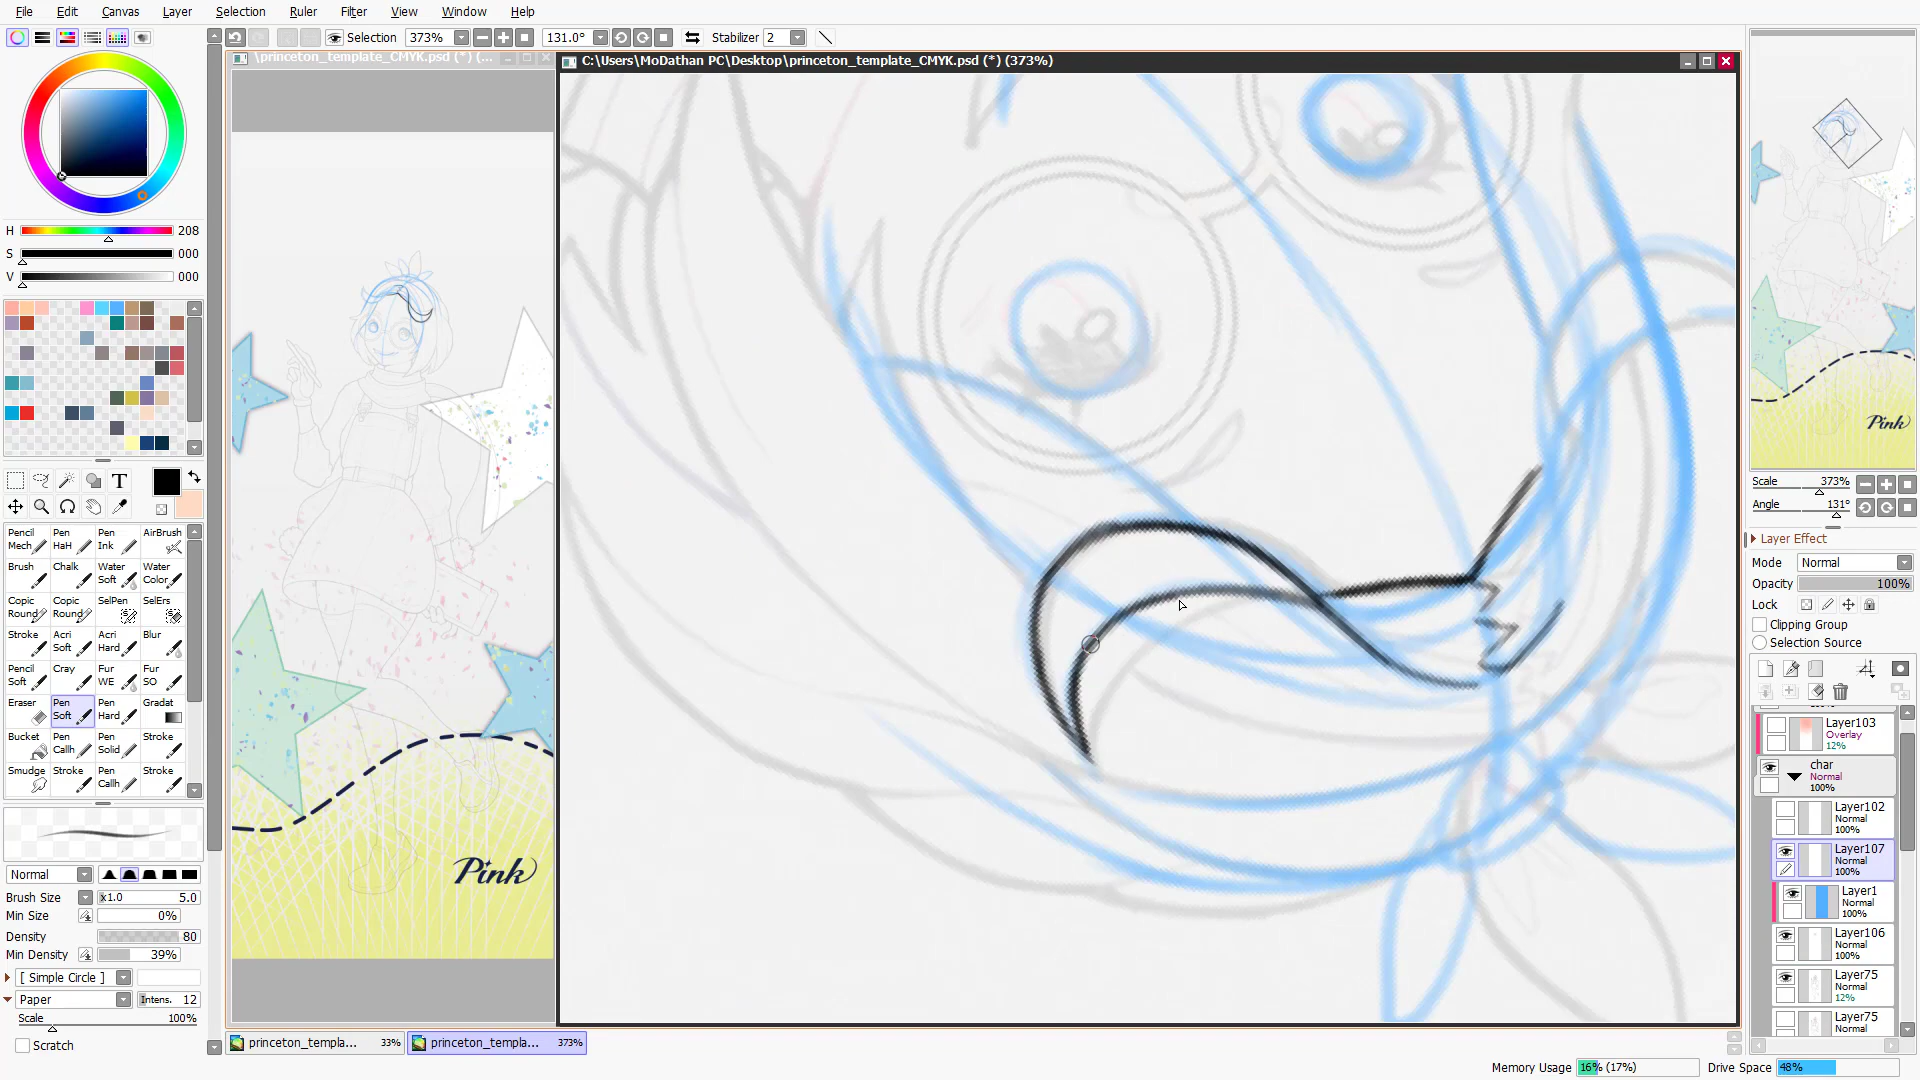 File Edit Canvas Layer Selection Ruler Filter View Window Help
Selection 373% 131.0° Stabilizer 2
\princeton_template_CMYK.psd (*) (...
C:\Users\MoDathan PC\Desktop\princeton_template_CMYK.psd (*) (373%)
H 208
S 000
V 000
T
Pencil Mech
Pen HaH
Pen Ink
AirBrush
Brush
Chalk
Water Soft
Water Color
Copic Round
Copic Round
SelPen
SelErs
Stroke
Acri Soft
Acri Hard
Blur
Pencil Soft
Cray
Fur WE
Fur SO
Eraser
Pen Soft
Pen Hard
Gradat
Bucket
Pen Callh
Pen Solid
Stroke
Smudge
Stroke
Pen Callh
Stroke
Normal
Brush Size x1.0 5.0
Min Size 0%
Density 80
Min Density 39%
[ Simple Circle ]
Paper Intens. 12
Scale 100%
Scratch
Pink
princeton_templa... 33%
princeton_templa... 373%
Pink
Scale 373%
Angle 131°
Layer Effect
Mode Normal
Opacity 100%
Lock
Clipping Group
Selection Source
Layer103
Overlay
12%
char
Normal
100%
Layer102
Normal
100%
Layer107
Normal
100%
Layer1
Normal
100%
Layer106
Normal
100%
Layer75
Normal
12%
Layer75
Normal
Memory Usage 16% (17%) Drive Space 48%